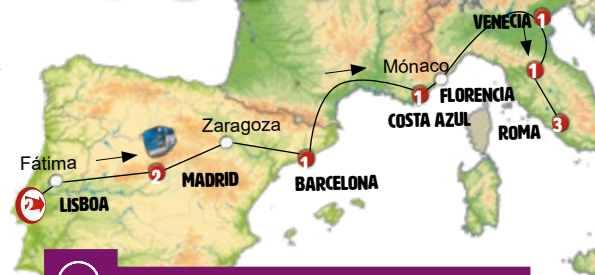 VENECIA 1
Mónaco
1
1 FLORENCIA
COSTA AZUL
ROMA 3
Zaragoza
1
BARCELONA
Fátima
2 MADRID
2 LISBOA